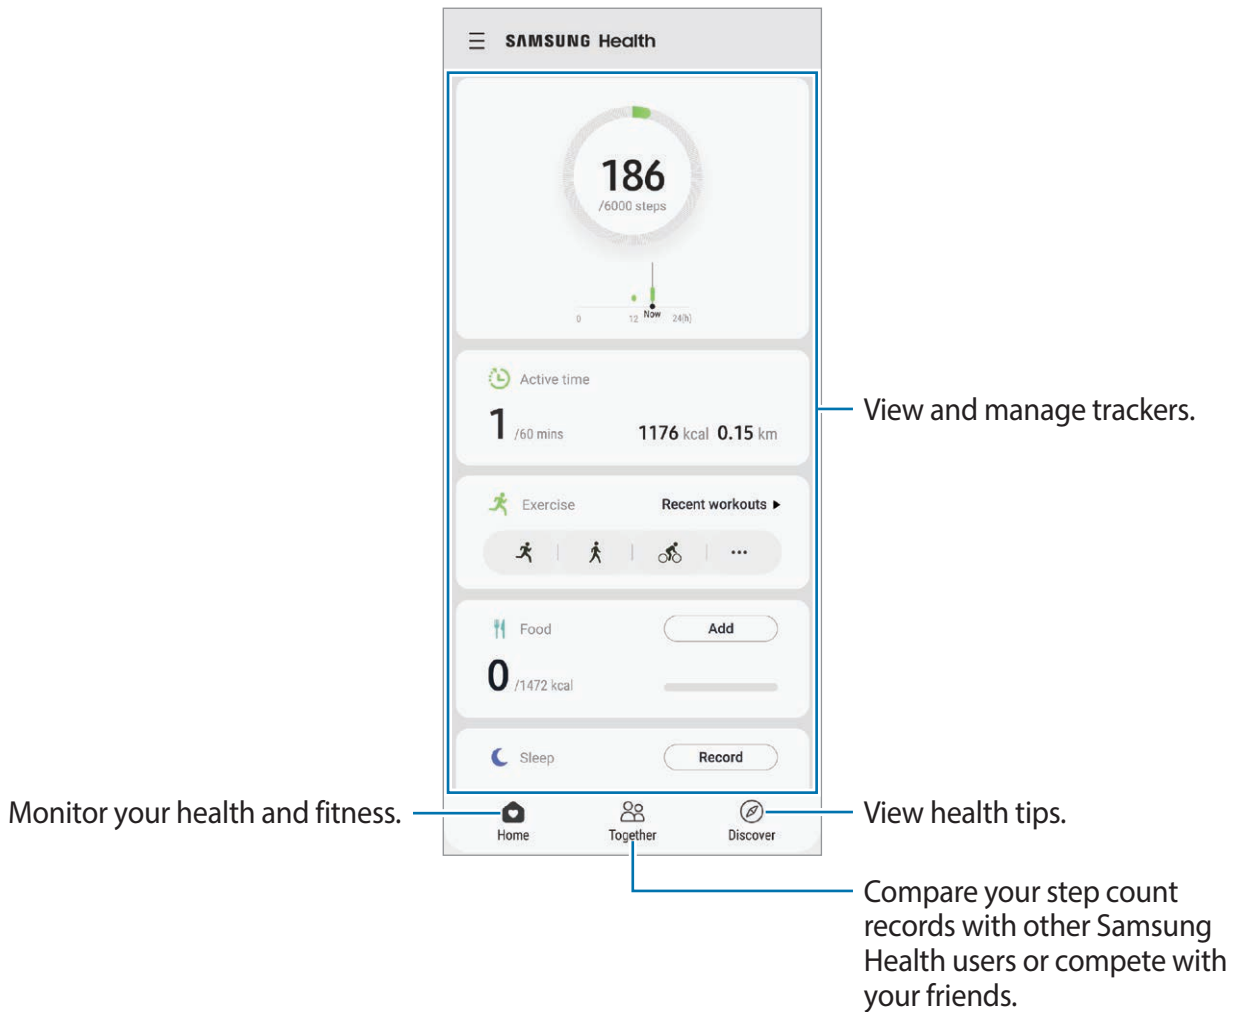 SAMSUNG Health
186
/6000 steps
0 12 Now 24(h)
Active time
1 /60 mins 1176 kcal 0.15 km
View and manage trackers.
Exercise Recent workouts
Food Add
0 /1472 kcal
Sleep Record
Monitor your health and fitness.
Home Together Discover
View health tips.
Compare your step count
records with other Samsung
Health users or compete with
your friends.